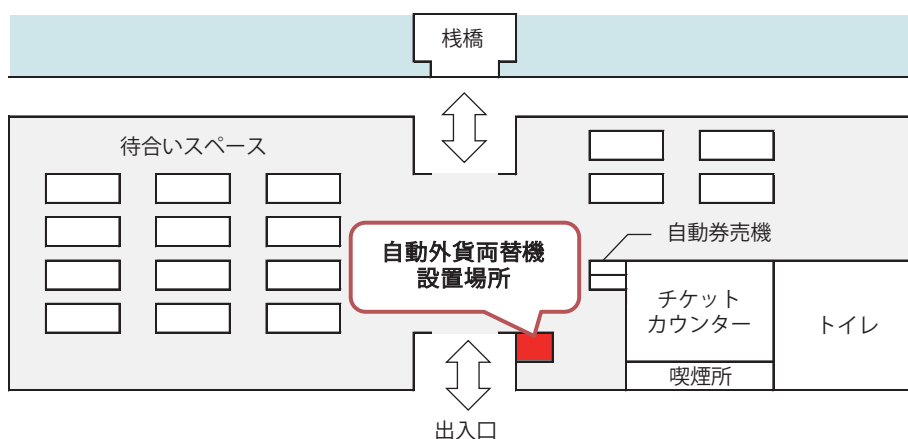 桟橋
待合いスペース
自動券売機
自動外貨両替機
設置場所
チケット
カウンター
トイレ
喫煙所
出入口